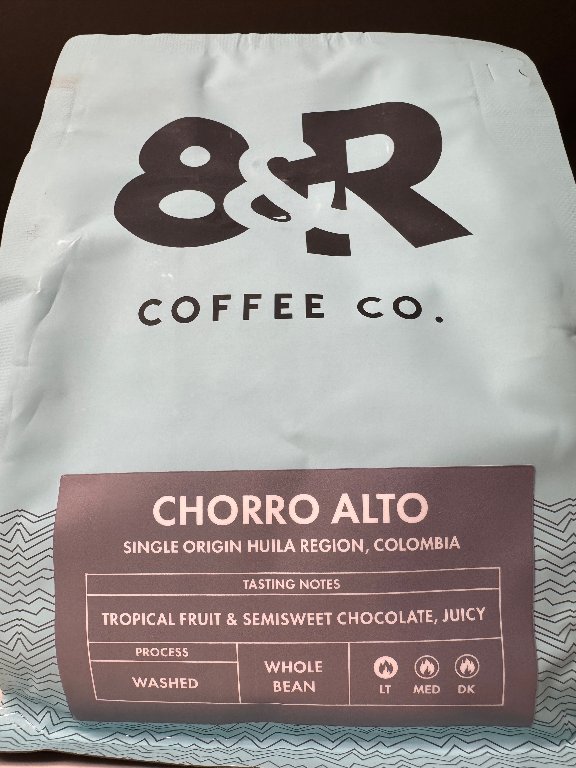 8&R
COFFEE CO.
CHORRO ALTO
SINGLE ORIGIN HUILA REGION, COLOMBIA
TASTING NOTES
TROPICAL FRUIT & SEMISWEET CHOCOLATE, JUICY
PROCESS
WASHED
WHOLE
BEAN
LT MED DK